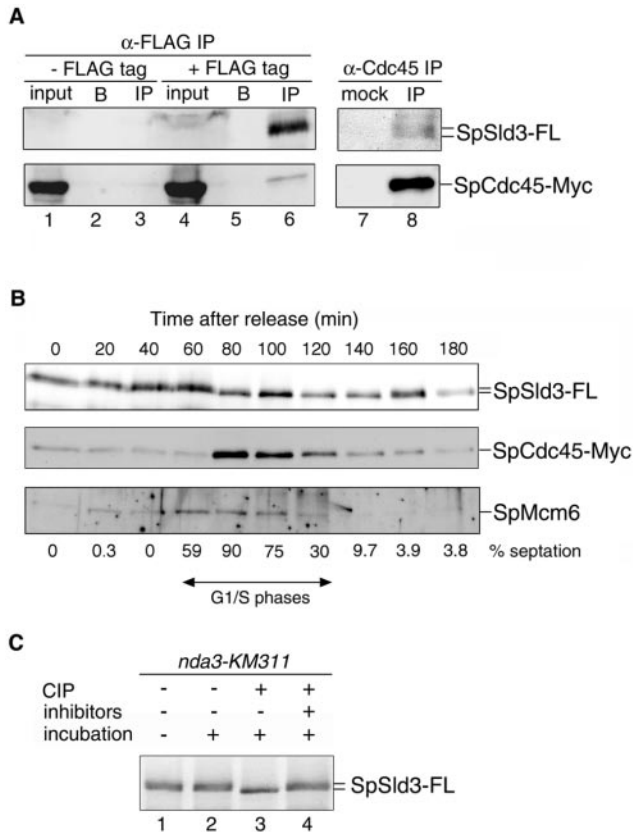 A
α-FLAG IP
- FLAG tag + FLAG tag α-Cdc45 IP
input B IP input B IP mock IP
SpSld3-FL
SpCdc45-Myc
1 2 3 4 5 6 7 8
B
Time after release (min)
0 20 40 60 80 100 120 140 160 180
SpSld3-FL
SpCdc45-Myc
SpMcm6
0 0.3 0 59 90 75 30 9.7 3.9 3.8 % septation
G1/S phases
C
nda3-KM311
CIP - - + +
inhibitors - - - +
incubation - + + +
SpSld3-FL
1 2 3 4